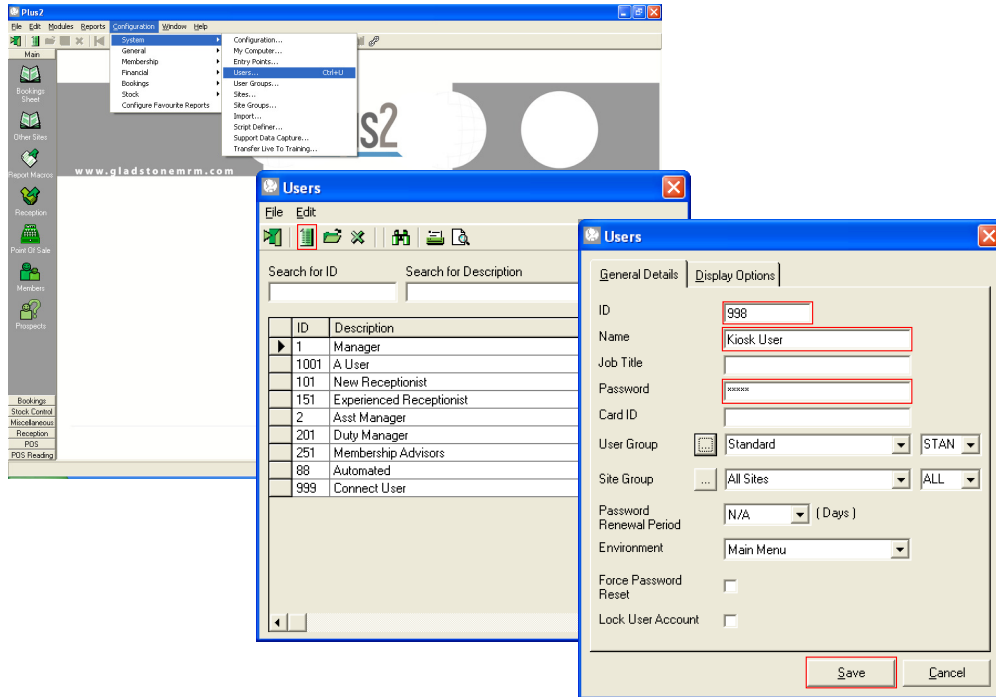 Plus2
File Edit Modules Reports Configuration Window Help
Main
Bookings
Sheet
Other Sites
Report Macros
Reception
Point Of Sale
Members
Prospects
Bookings
Stock Control
Miscellaneous
Reception
POS
POS Reading
System
General
Membership
Financial
Bookings
Stock
Configure Favourite Reports
Configuration...
My Computer...
Entry Points...
Users... Ctrl+U
User Groups...
Sites...
Site Groups...
Import...
Script Definer...
Support Data Capture...
Transfer Live To Training...
us2
www.gladstonemrm.com
Users
File Edit
Search for ID Search for Description
ID Description
1 Manager
1001 A User
101 New Receptionist
151 Experienced Receptionist
2 Asst Manager
201 Duty Manager
251 Membership Advisors
88 Automated
999 Connect User
Users
General Details Display Options
ID 998
Name Kiosk User
Job Title
Password xxxxx
Card ID
User Group ... Standard STAN
Site Group ... All Sites ALL
Password
Renewal Period N/A ( Days )
Environment Main Menu
Force Password
Reset
Lock User Account
Save Cancel